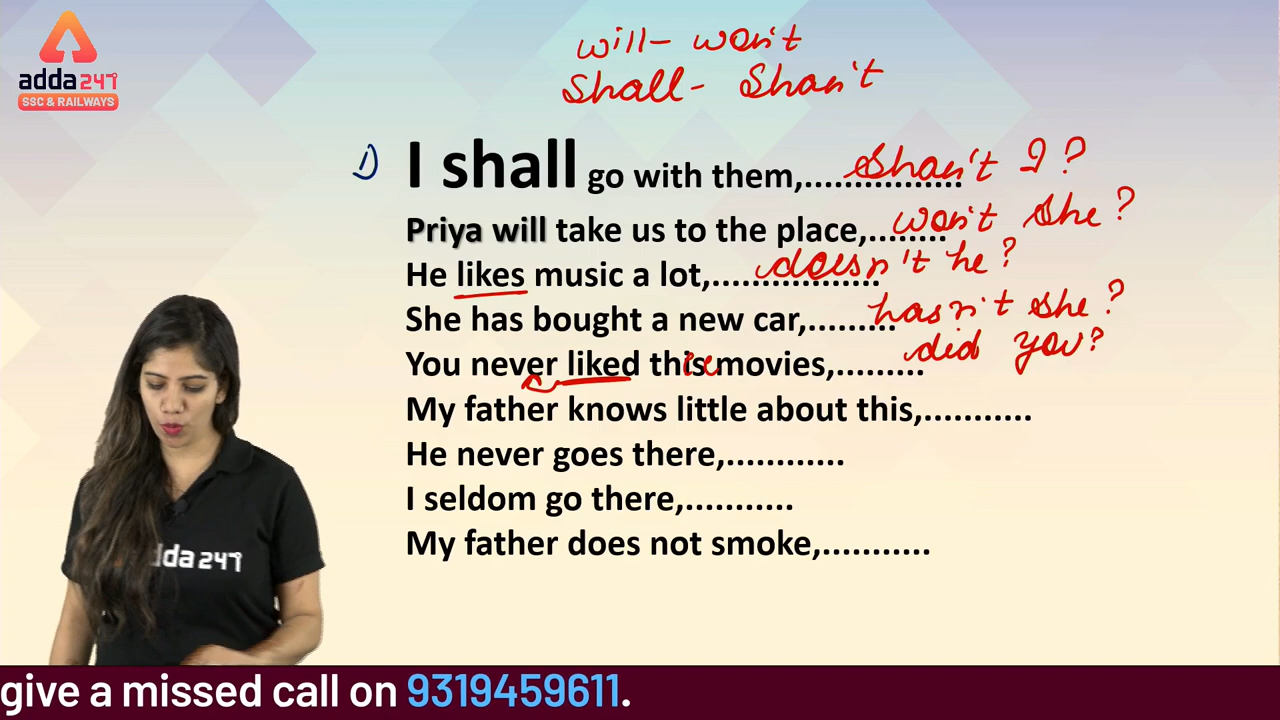 adda247
SSC & RAILWAYS
will- won't
Shall- Shan't
1) I shall go with them,................ Shan't I?
Priya will take us to the place,........ won't she?
He likes music a lot,................. doesn't he?
She has bought a new car,......... hasn't she?
You never liked this movies,......... did you?
My father knows little about this,...........
He never goes there,............
I seldom go there,...........
My father does not smoke,...........
adda247
give a missed call on 9319459611.